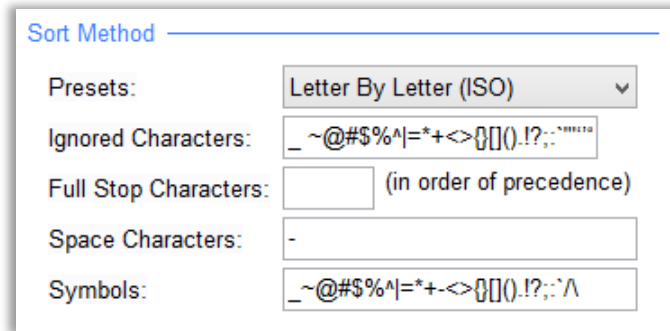 Sort Method
Presets: Letter By Letter (ISO)
Ignored Characters: _ ~@#$%^|=*+<>{}[]().!?;:`"'“”‘’
Full Stop Characters: (in order of precedence)
Space Characters: -
Symbols: _~@#$%^|=*+-<>{}[]().!?;:`/\